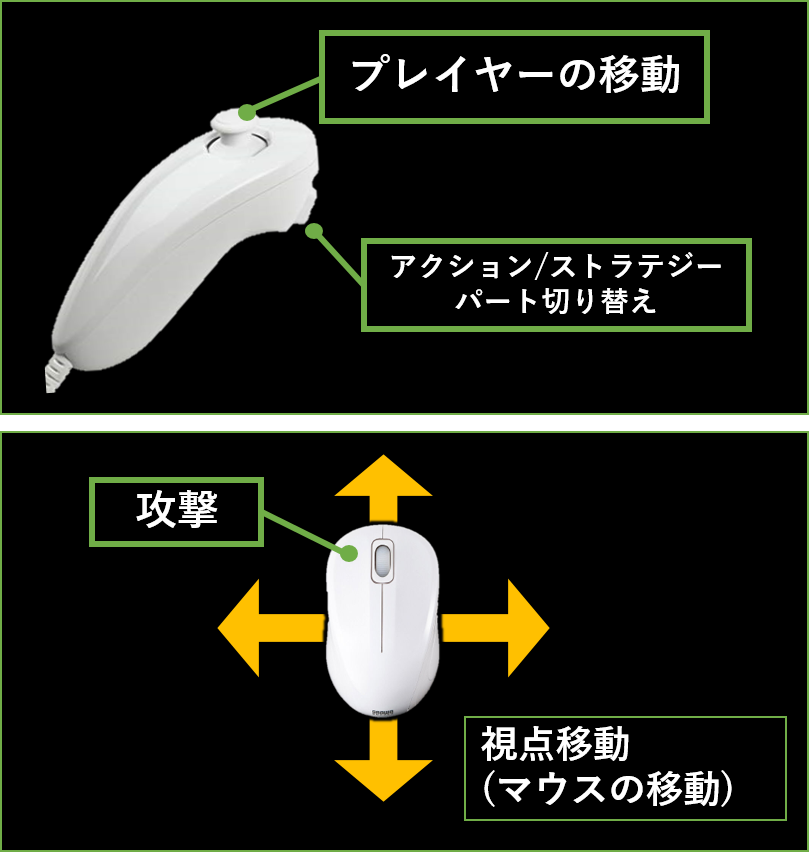 プレイヤーの移動
アクション/ストラテジー
パート切り替え
攻撃
視点移動
(マウスの移動)